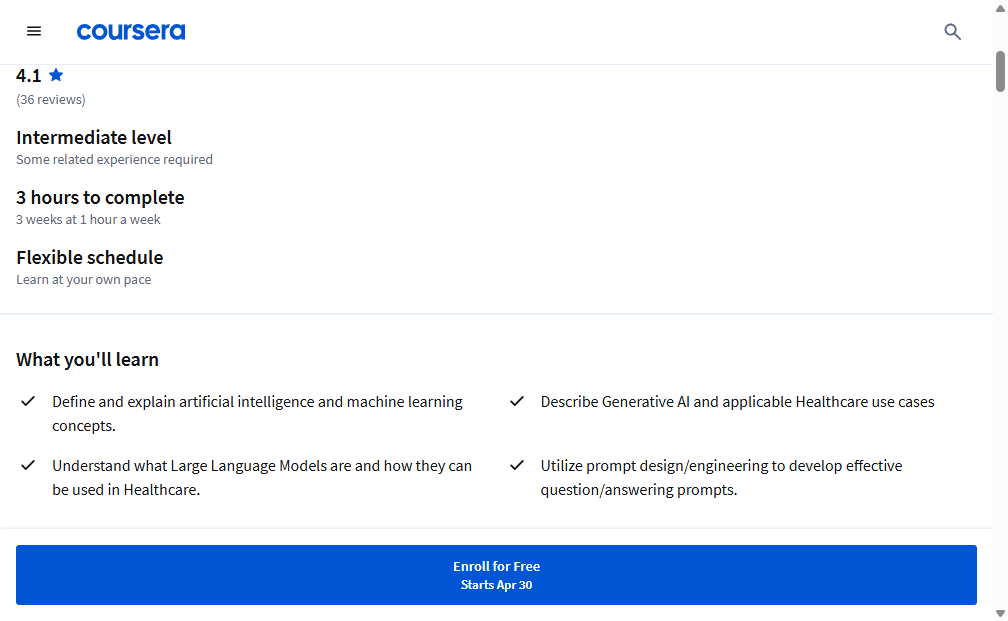 coursera
4.1
(36 reviews)
Intermediate level
Some related experience required
3 hours to complete
3 weeks at 1 hour a week
Flexible schedule
Learn at your own pace
What you'll learn
Define and explain artificial intelligence and machine learning
concepts.
Describe Generative AI and applicable Healthcare use cases
Understand what Large Language Models are and how they can
be used in Healthcare.
Utilize prompt design/engineering to develop effective
question/answering prompts.
Enroll for Free
Starts Apr 30